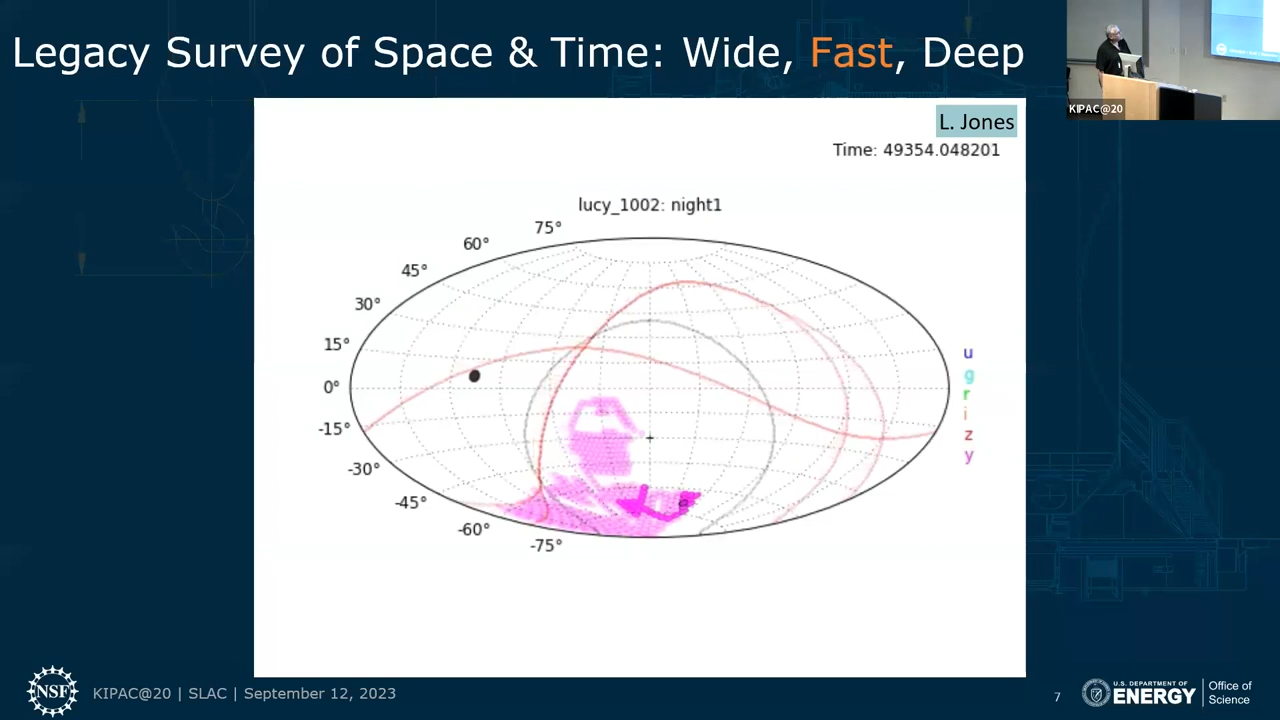 Legacy Survey of Space & Time: Wide, Fast, Deep
KIPAC@20
L. Jones
Time: 49354.048201
lucy_1002: night1
75°
60°
45°
30°
15°
0°
-15°
-30°
-45°
-60°
-75°
u
g
r
i
z
y
NSF
KIPAC@20 | SLAC | September 12, 2023
7
U.S. DEPARTMENT OF
ENERGY
Office of
Science